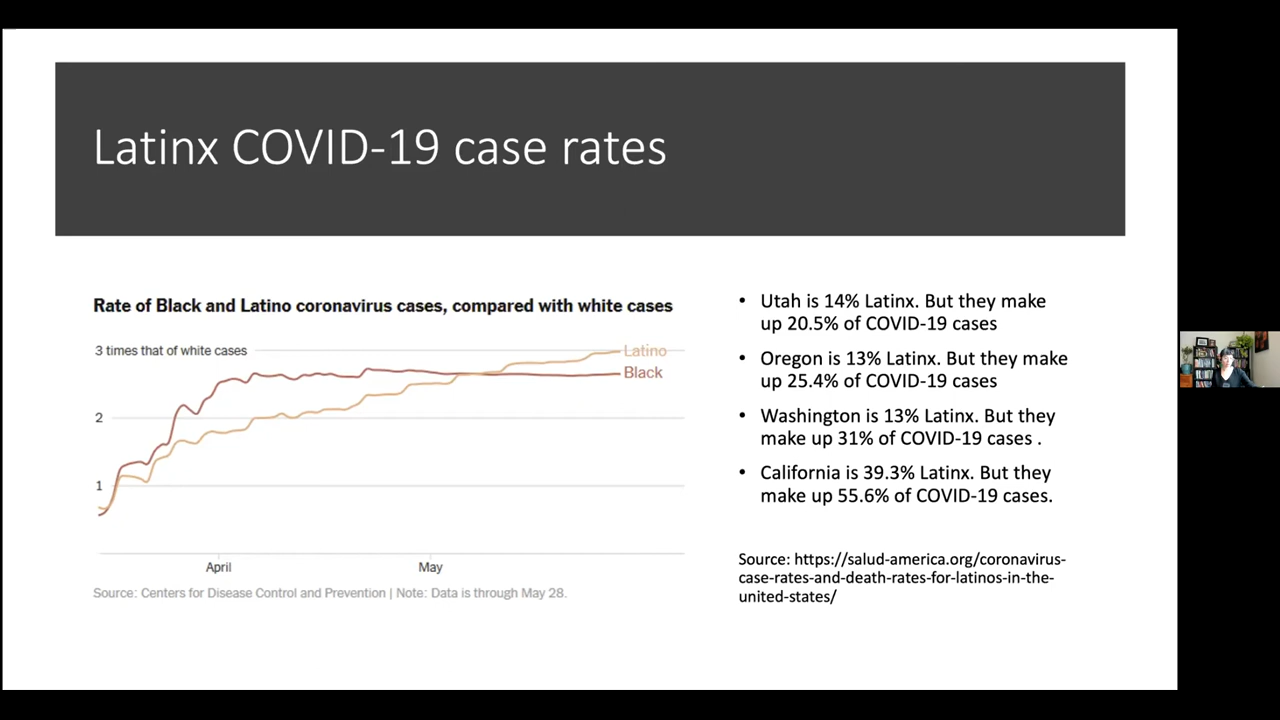 Latinx COVID-19 case rates
Rate of Black and Latino coronavirus cases, compared with white cases
3 times that of white cases
Latino
Black
2
1
April
May
Source: Centers for Disease Control and Prevention | Note: Data is through May 28.
• Utah is 14% Latinx. But they make
up 20.5% of COVID-19 cases
• Oregon is 13% Latinx. But they make
up 25.4% of COVID-19 cases
• Washington is 13% Latinx. But they
make up 31% of COVID-19 cases .
• California is 39.3% Latinx. But they
make up 55.6% of COVID-19 cases.
Source: https://salud-america.org/coronavirus-
case-rates-and-death-rates-for-latinos-in-the-
united-states/